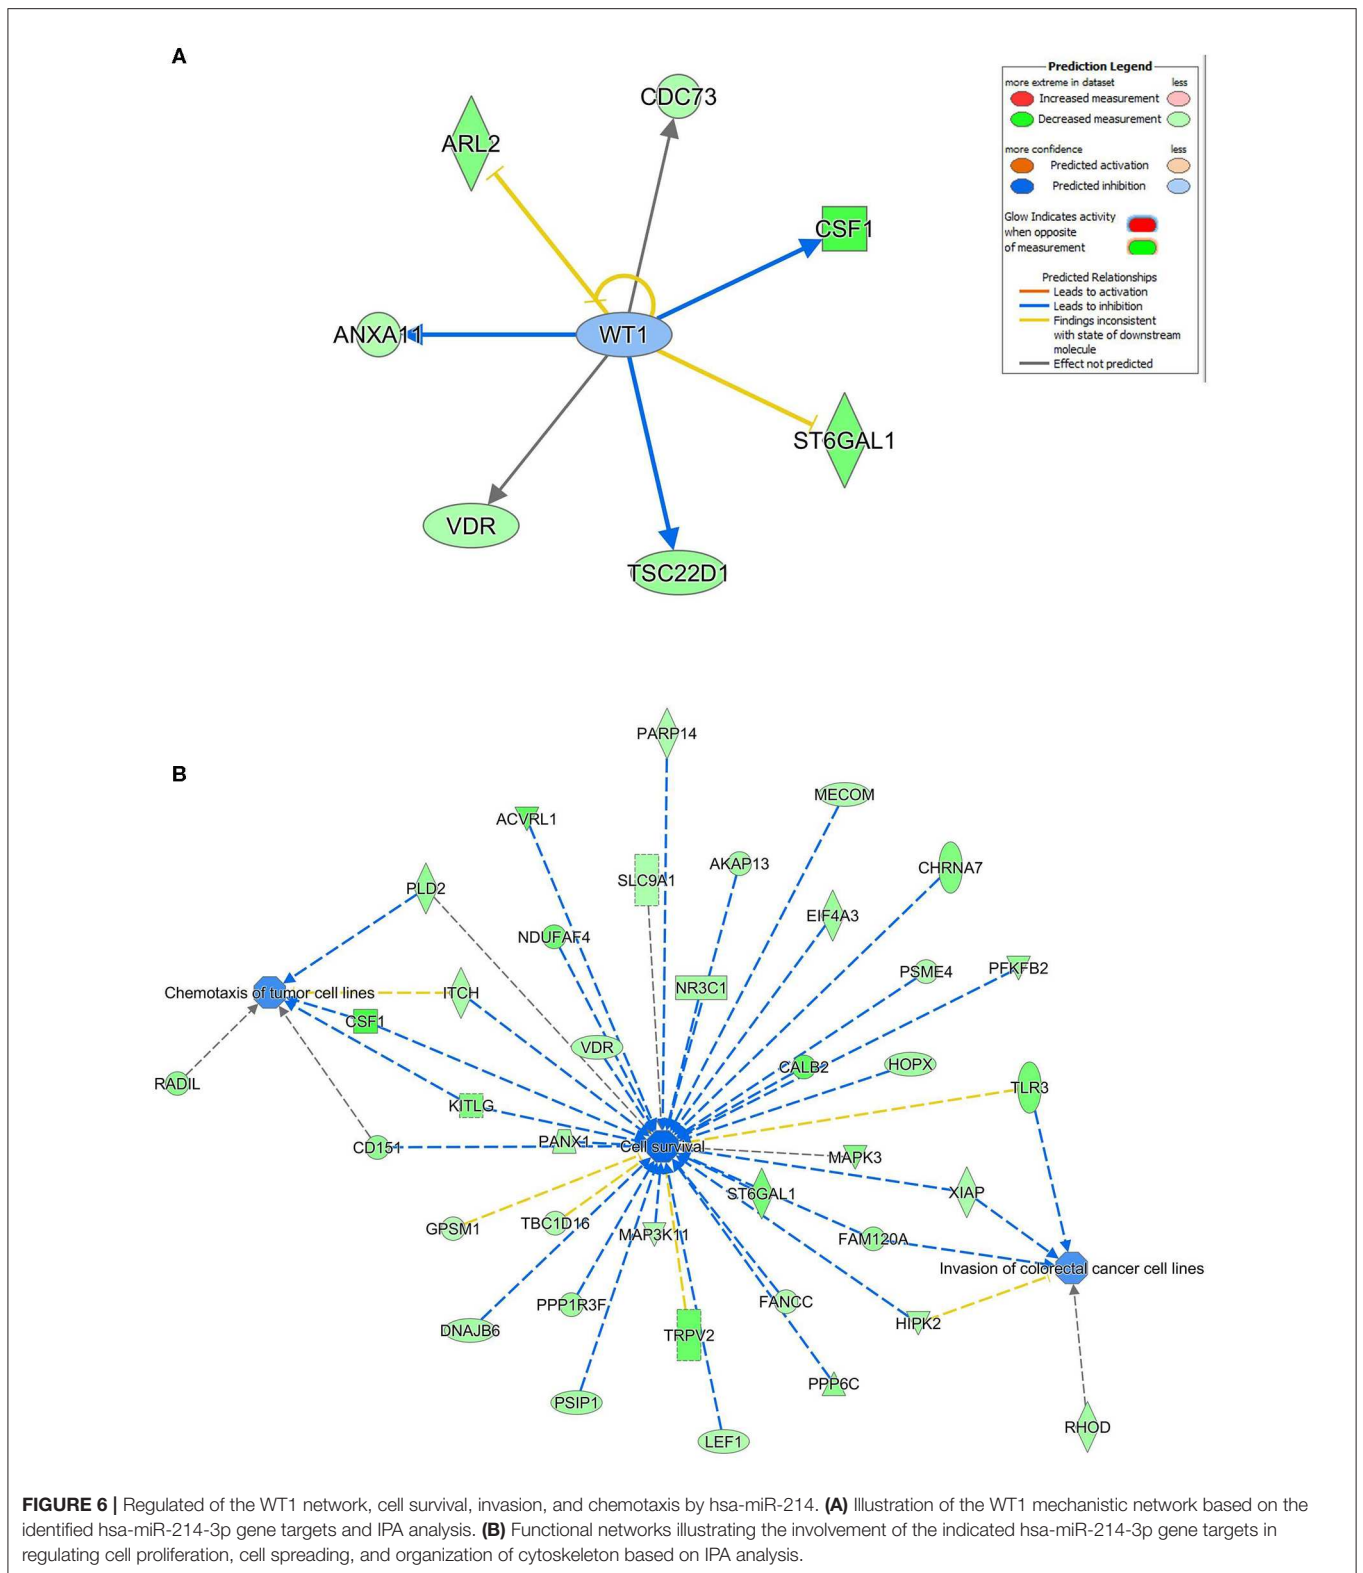 A
CDC73
ARL2
CSF1
ANXA11
WT1
ST6GAL1
VDR
TSC22D1
Prediction Legend
more extreme in dataset less
Increased measurement
Decreased measurement
more confidence less
Predicted activation
Predicted inhibition
Glow Indicates activity
when opposite
of measurement
Predicted Relationships
Leads to activation
Leads to inhibition
Findings inconsistent
with state of downstream
molecule
Effect not predicted
B
PARP14
MECOM
ACVRL1
AKAP13
CHRNA7
SLC9A1
PLD2
EIF4A3
NDUFAF4
PSME4
PFKFB2
NR3C1
Chemotaxis of tumor cell lines
ITCH
CSF1
VDR
CALB2
HOPX
RADIL
TLR3
KITLG
CD151
PANX1
Cell survival
MAPK3
ST6GAL1
XIAP
GPSM1
TBC1D16
MAP3K11
FAM120A
Invasion of colorectal cancer cell lines
PPP1R3F
FANCC
DNAJB6
TRPV2
HIPK2
PPP6C
PSIP1
LEF1
RHOD
FIGURE 6 | Regulated of the WT1 network, cell survival, invasion, and chemotaxis by hsa-miR-214. (A) Illustration of the WT1 mechanistic network based on the
identified hsa-miR-214-3p gene targets and IPA analysis. (B) Functional networks illustrating the involvement of the indicated hsa-miR-214-3p gene targets in
regulating cell proliferation, cell spreading, and organization of cytoskeleton based on IPA analysis.